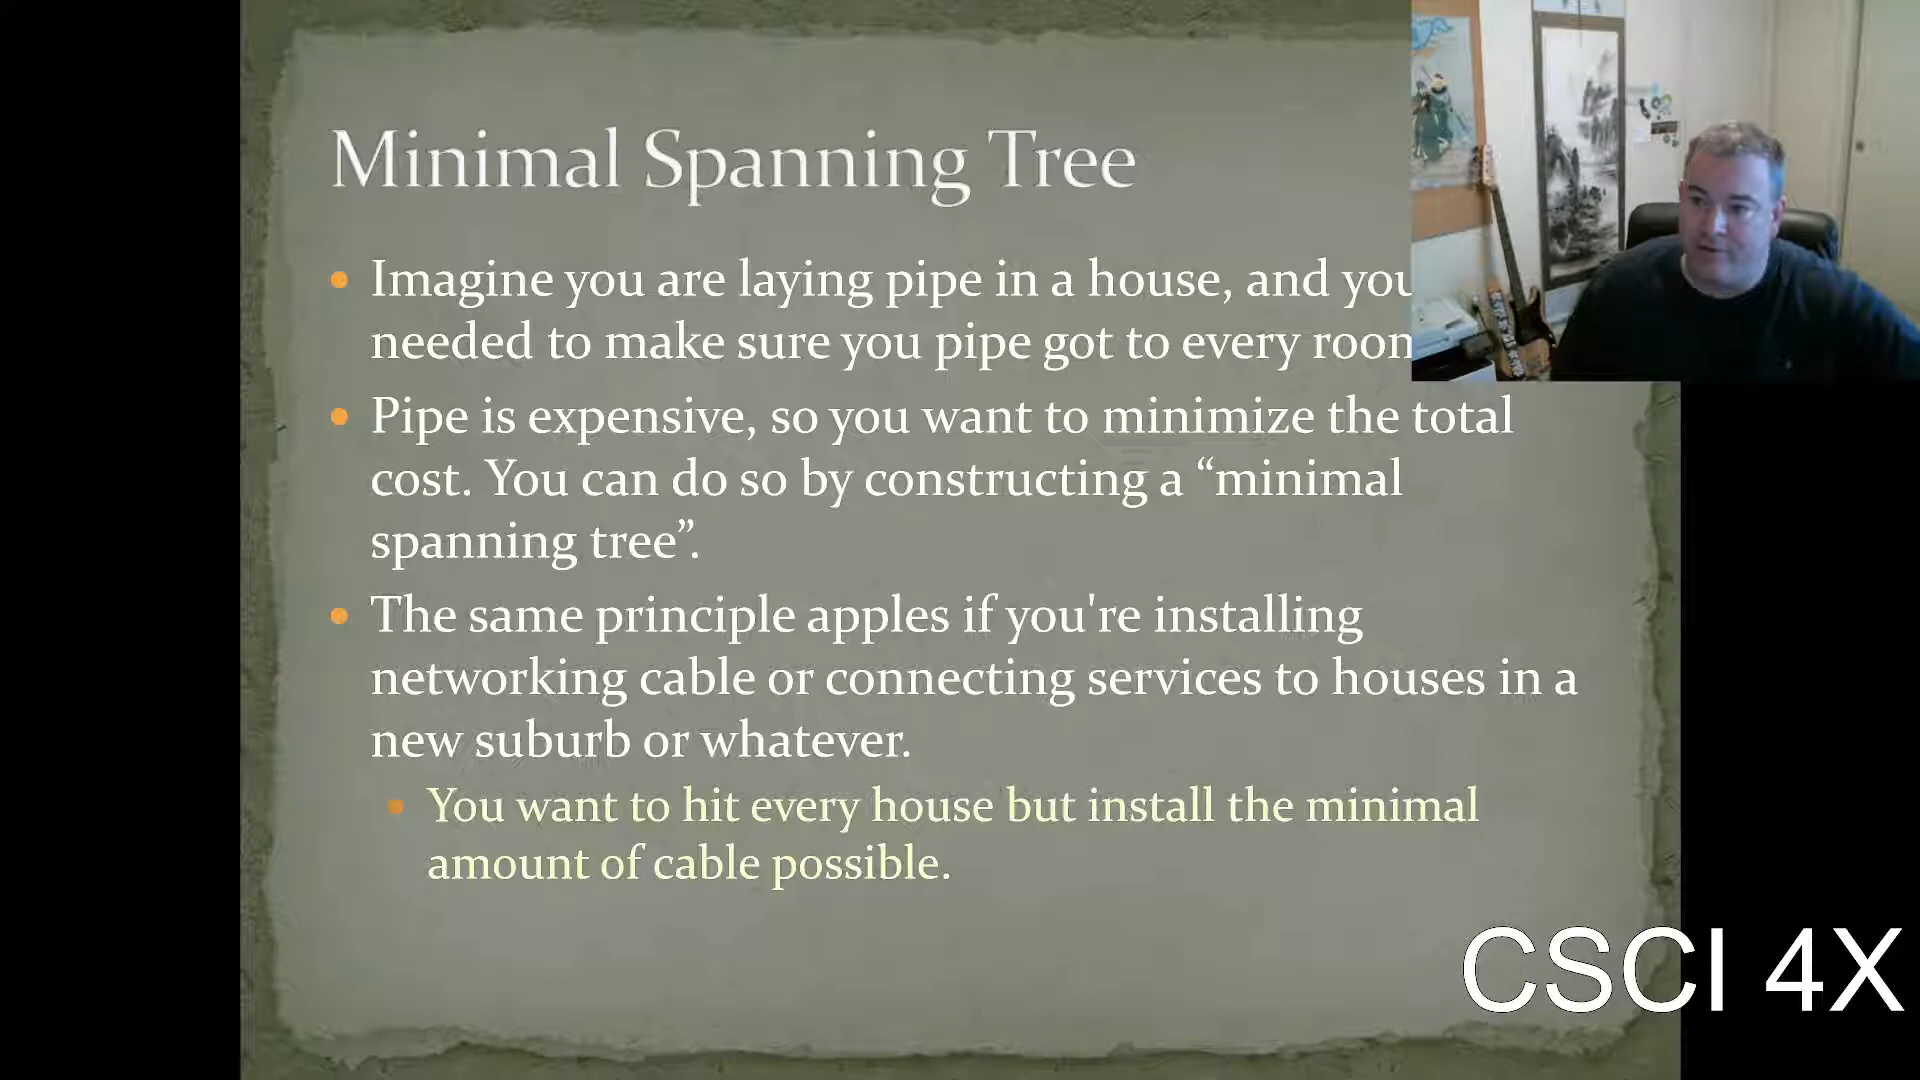 Minimal Spanning Tree
Imagine you are laying pipe in a house, and you
needed to make sure you pipe got to every
Pipe is expensive, so you want to minimize the total
cost. You can do so by constructing a “minimal
spanning tree”.
The same principle apples if you're installing
networking cable or connecting services to houses in a
new suburb or whatever.
You want to hit every house but install the minimal
amount of cable possible.
CSCI 4X